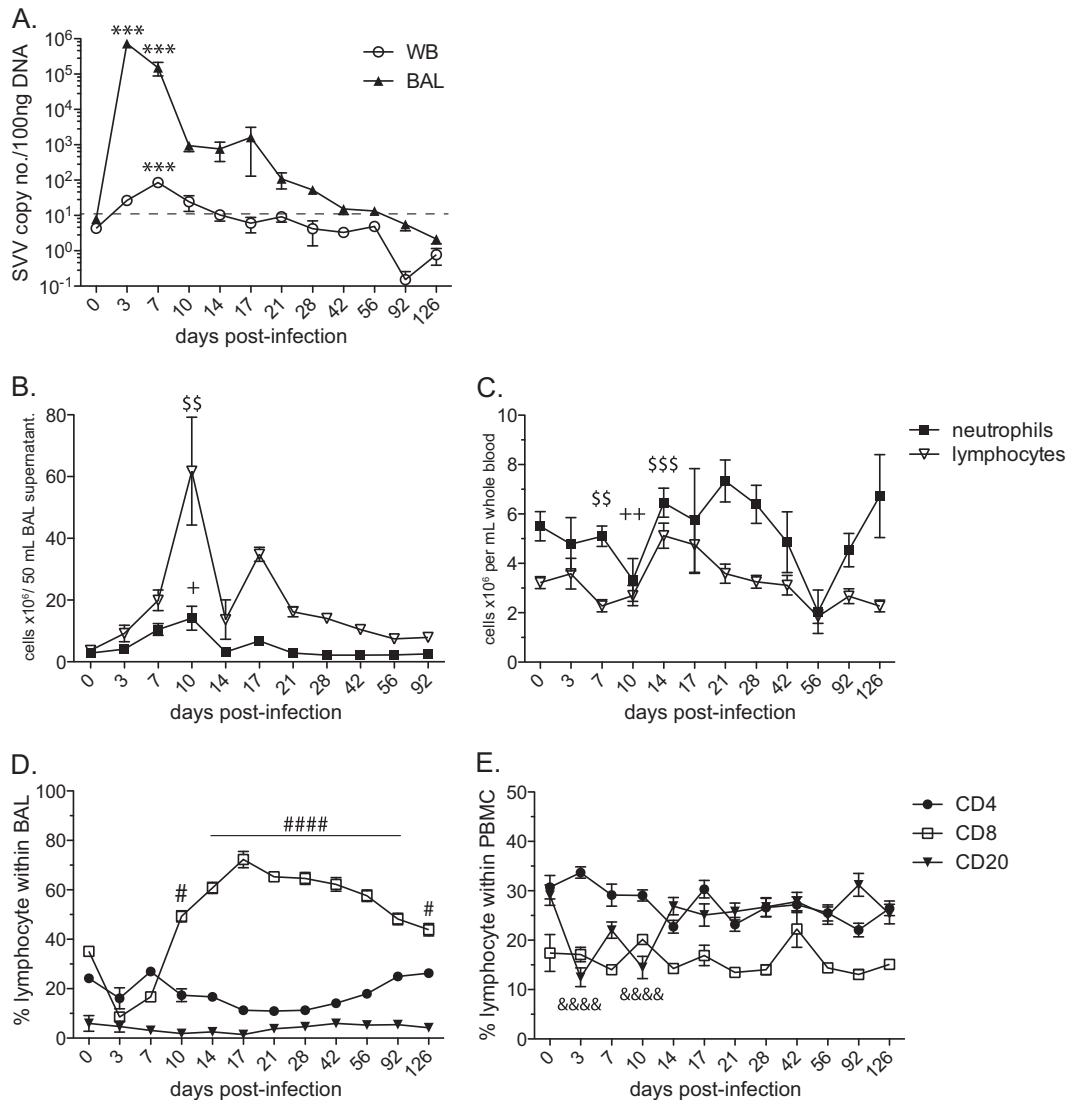 A.
SVV copy no./100ng DNA
10⁶
10⁵
10⁴
10³
10²
10¹
10⁰
10⁻¹
***
***
***
WB
BAL
0 3 7 10 14 17 21 28 42 56 92 126
days post-infection
B.
cells x10⁶/ 50 mL BAL supernatant.
80
60
40
20
0
$$
+
0 3 7 10 14 17 21 28 42 56 92
days post-infection
C.
cells x10⁶ per mL whole blood
10
8
6
4
2
0
$$
++
$$$
neutrophils
lymphocytes
0 3 7 10 14 17 21 28 42 56 92 126
days post-infection
D.
% lymphocyte within BAL
100
80
60
40
20
0
#
####
#
0 3 7 10 14 17 21 28 42 56 92 126
days post-infection
E.
% lymphocyte within PBMC
50
40
30
20
10
0
&&&&
&&&&
CD4
CD8
CD20
0 3 7 10 14 17 21 28 42 56 92 126
days post-infection